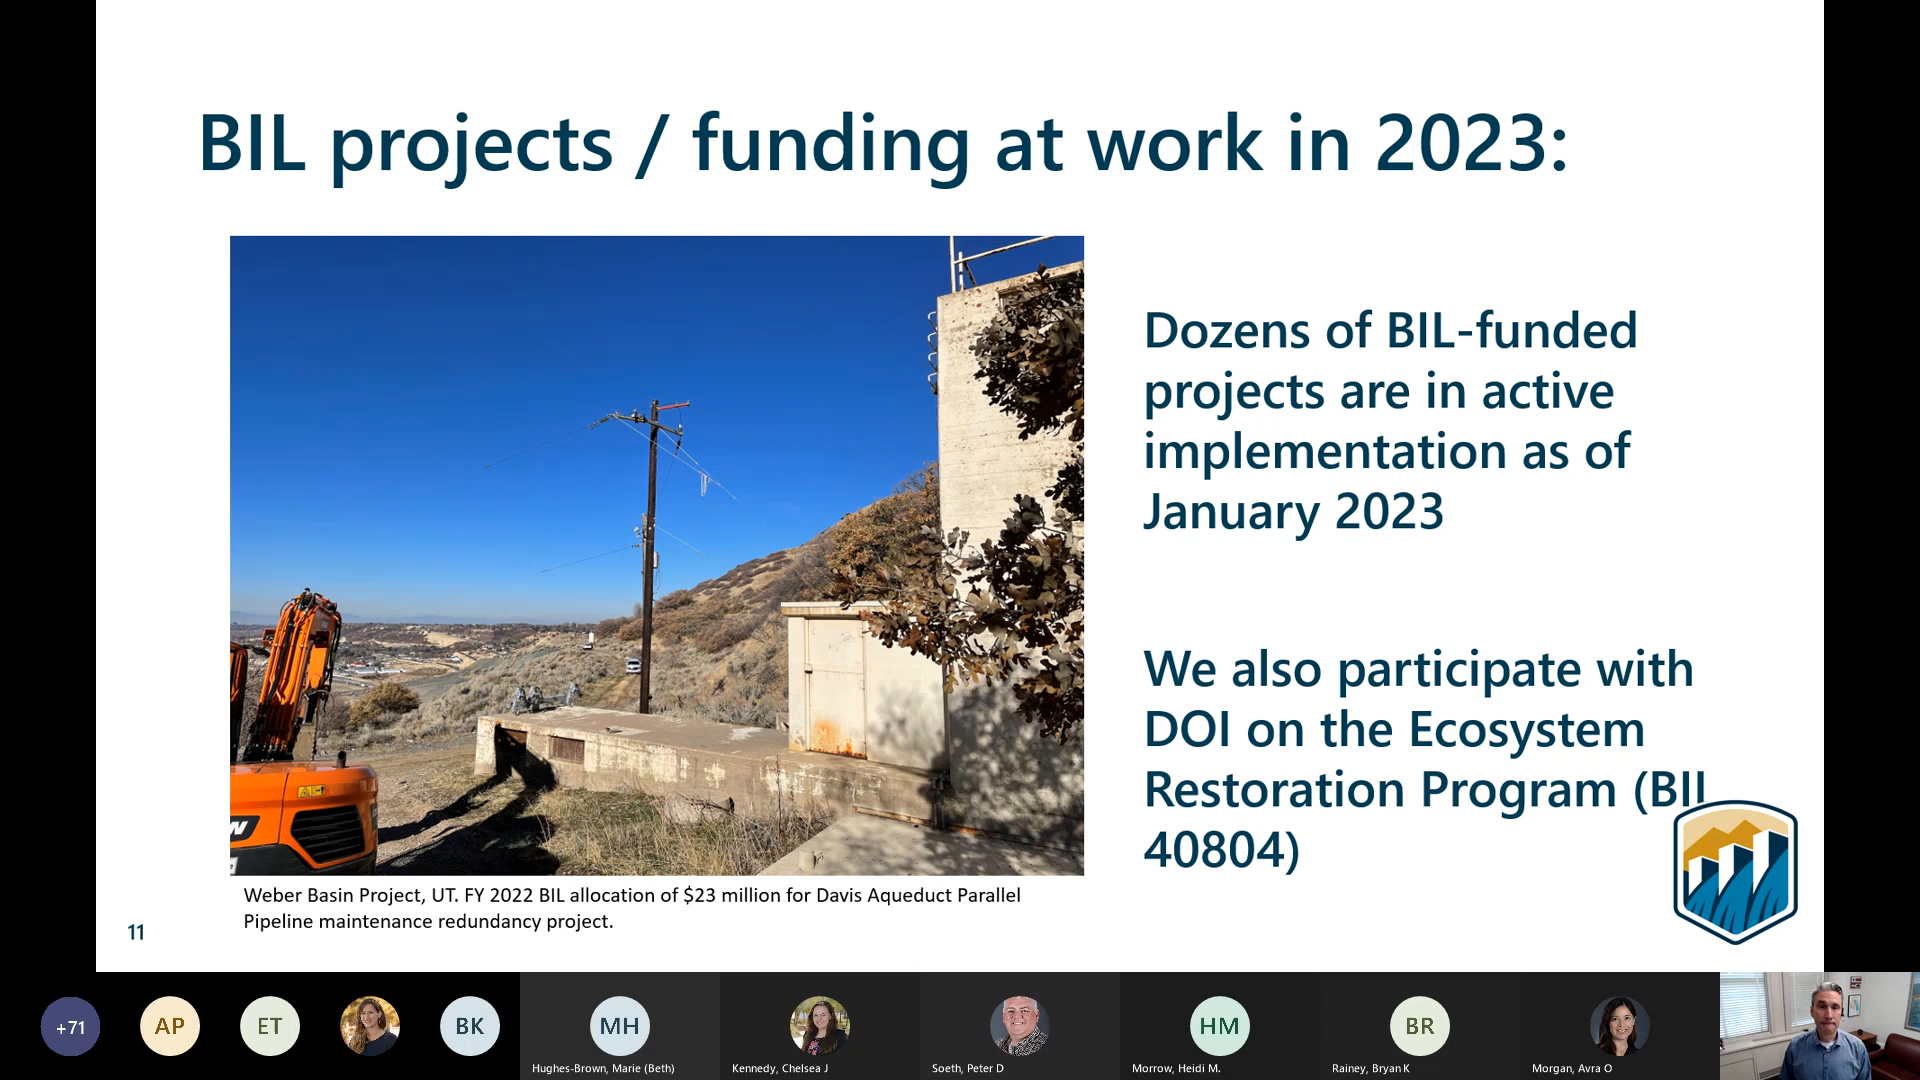 BIL projects / funding at work in 2023:
Dozens of BIL-funded
projects are in active
implementation as of
January 2023
We also participate with
DOI on the Ecosystem
Restoration Program (BIL
40804)
Weber Basin Project, UT. FY 2022 BIL allocation of $23 million for Davis Aqueduct Parallel
Pipeline maintenance redundancy project.
11
+71
AP
ET
BK
MH
HM
BR
Hughes-Brown, Marie (Beth)
Kennedy, Chelsea J
Soeth, Peter D
Morrow, Heidi M.
Rainey, Bryan K
Morgan, Avra O